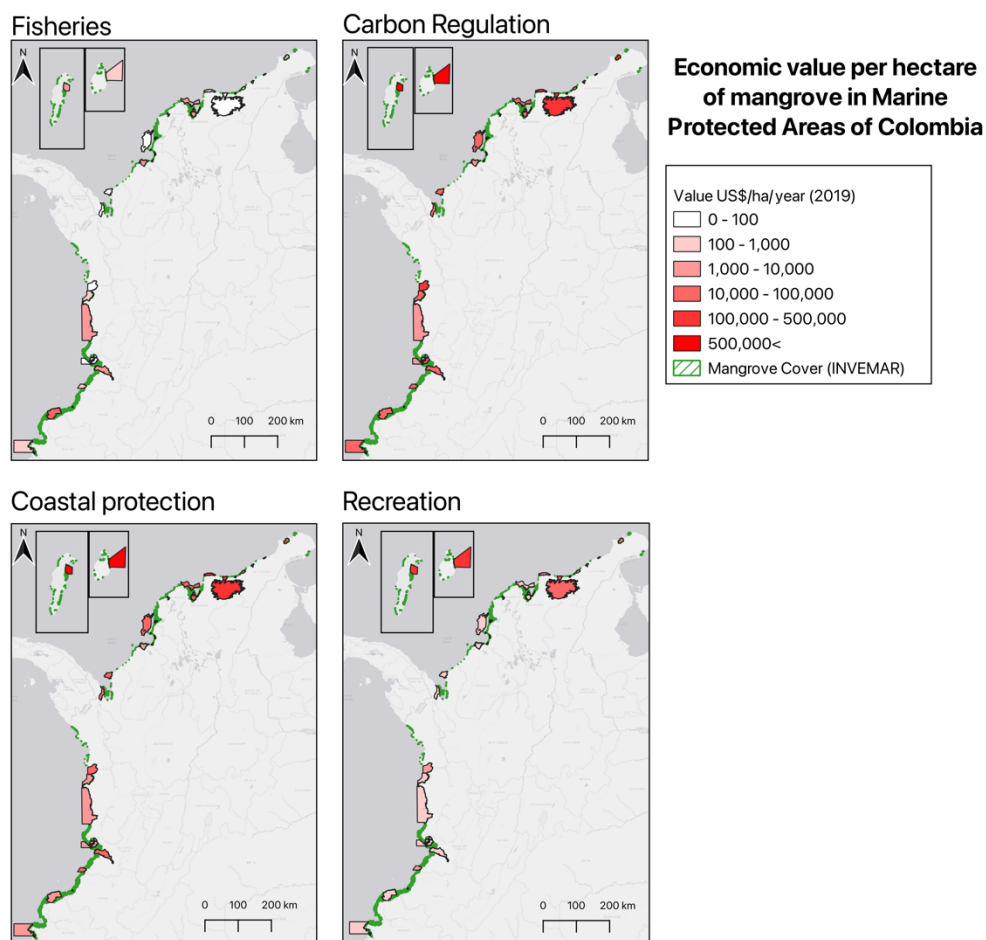 Fisheries
N
0 100 200 km
Carbon Regulation
N
0 100 200 km
Economic value per hectare
of mangrove in Marine
Protected Areas of Colombia
Value US$/ha/year (2019)
0 - 100
100 - 1,000
1,000 - 10,000
10,000 - 100,000
100,000 - 500,000
500,000<
Mangrove Cover (INVEMAR)
Coastal protection
N
0 100 200 km
Recreation
N
0 100 200 km